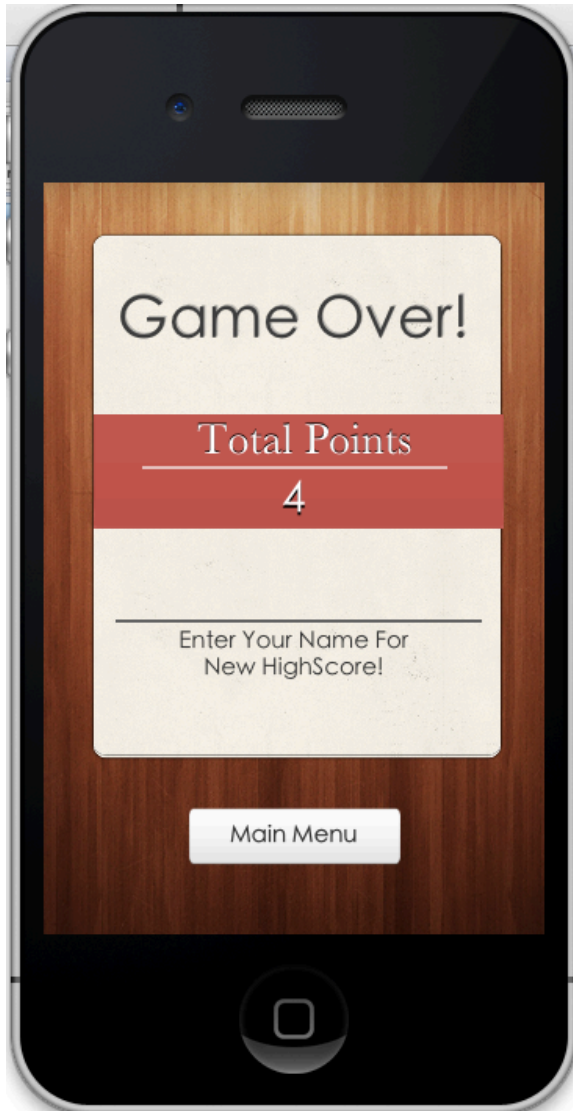 Game Over!
Total Points
4
Enter Your Name For
New HighScore!
Main Menu